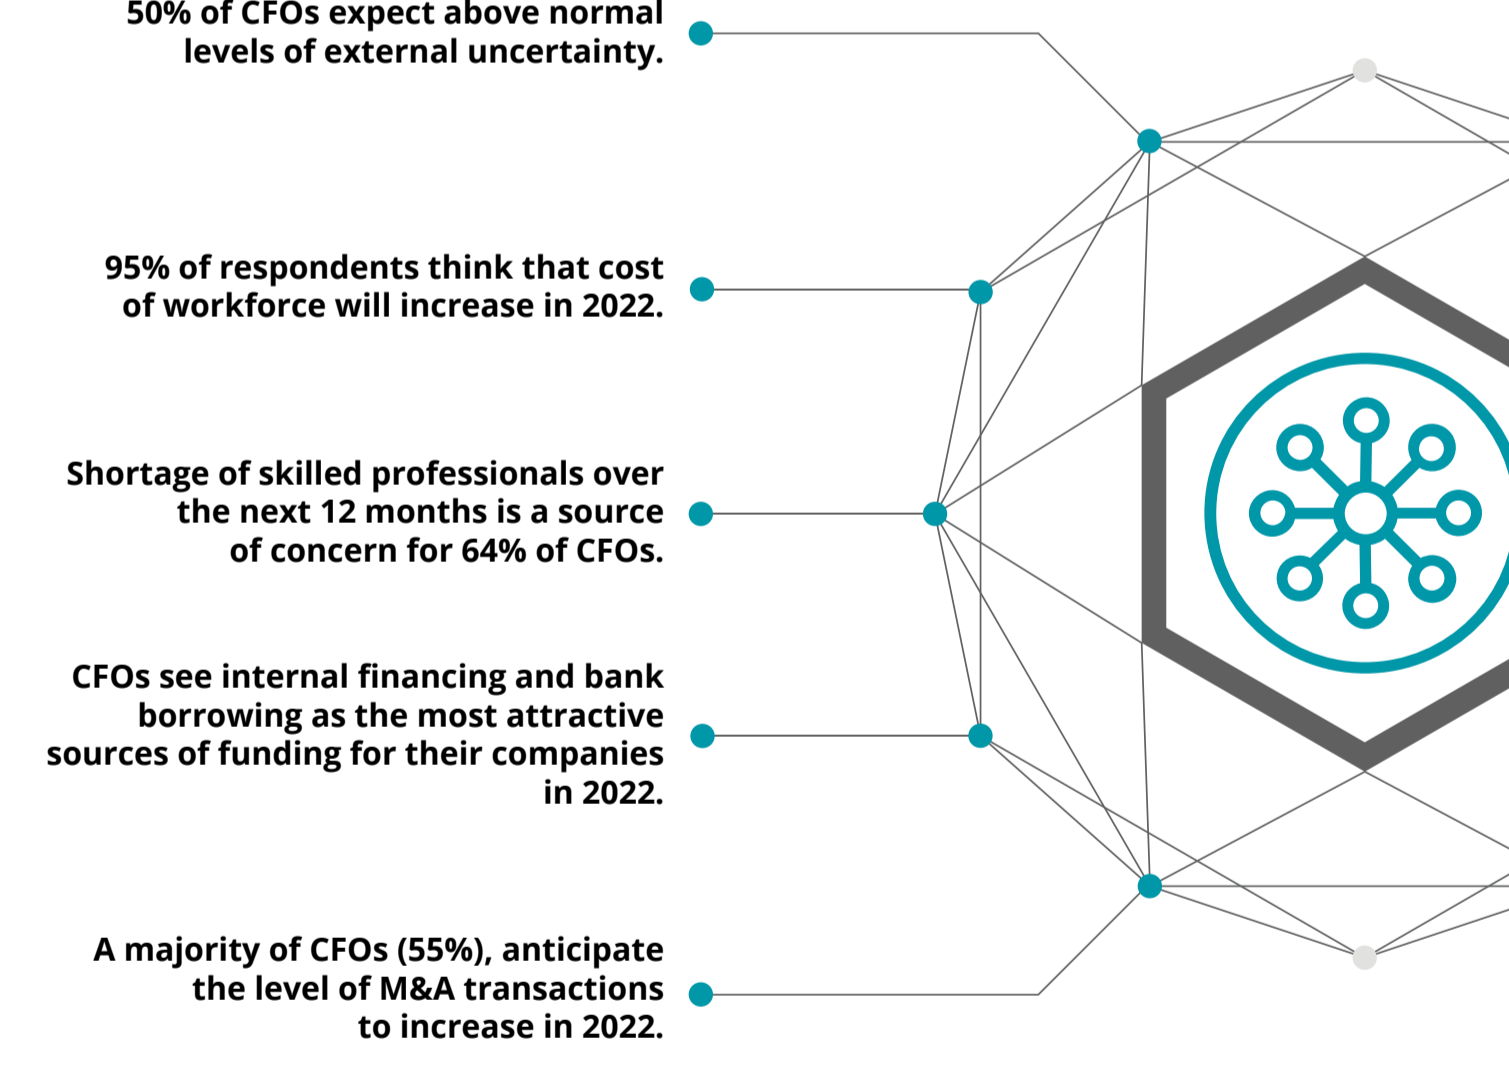 50% of CFOs expect above normal
levels of external uncertainty.
95% of respondents think that cost
of workforce will increase in 2022.
Shortage of skilled professionals over
the next 12 months is a source
of concern for 64% of CFOs.
CFOs see internal financing and bank
borrowing as the most attractive
sources of funding for their companies
in 2022.
A majority of CFOs (55%), anticipate
the level of M&A transactions
to increase in 2022.